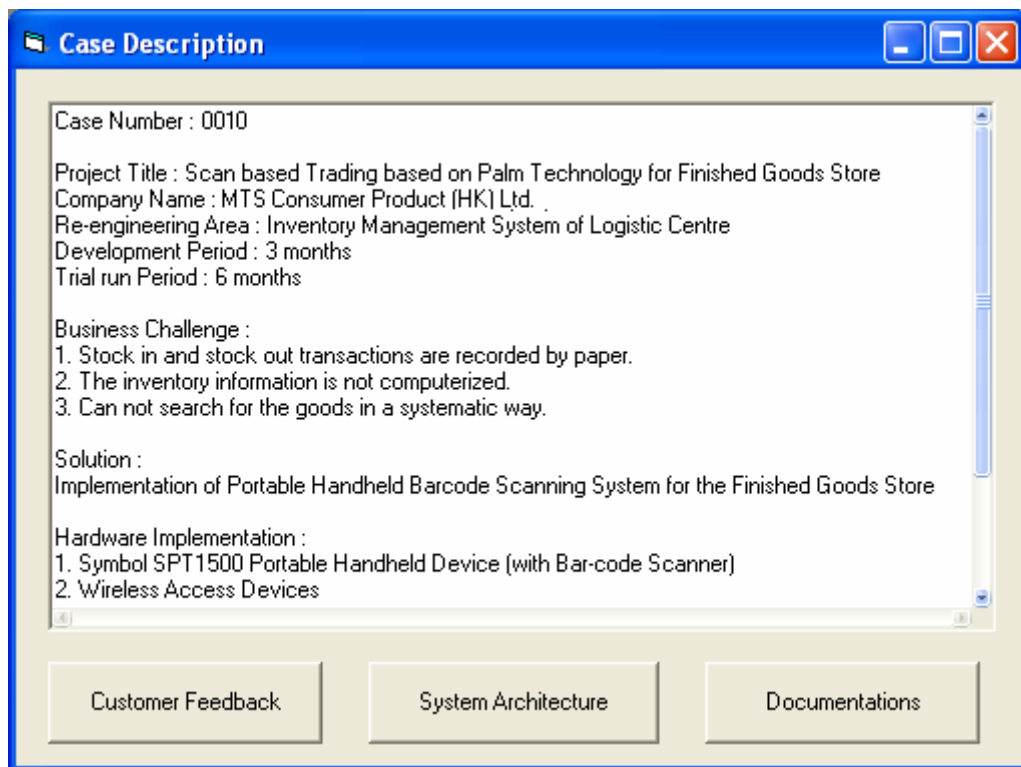 Case Description
Case Number : 0010
Project Title : Scan based Trading based on Palm Technology for Finished Goods Store
Company Name : MTS Consumer Product (HK) Ltd.
Re-engineering Area : Inventory Management System of Logistic Centre
Development Period : 3 months
Trial run Period : 6 months
Business Challenge :
1. Stock in and stock out transactions are recorded by paper.
2. The inventory information is not computerized.
3. Can not search for the goods in a systematic way.
Solution :
Implementation of Portable Handheld Barcode Scanning System for the Finished Goods Store
Hardware Implementation :
1. Symbol SPT1500 Portable Handheld Device (with Bar-code Scanner)
2. Wireless Access Devices
Customer Feedback
System Architecture
Documentations